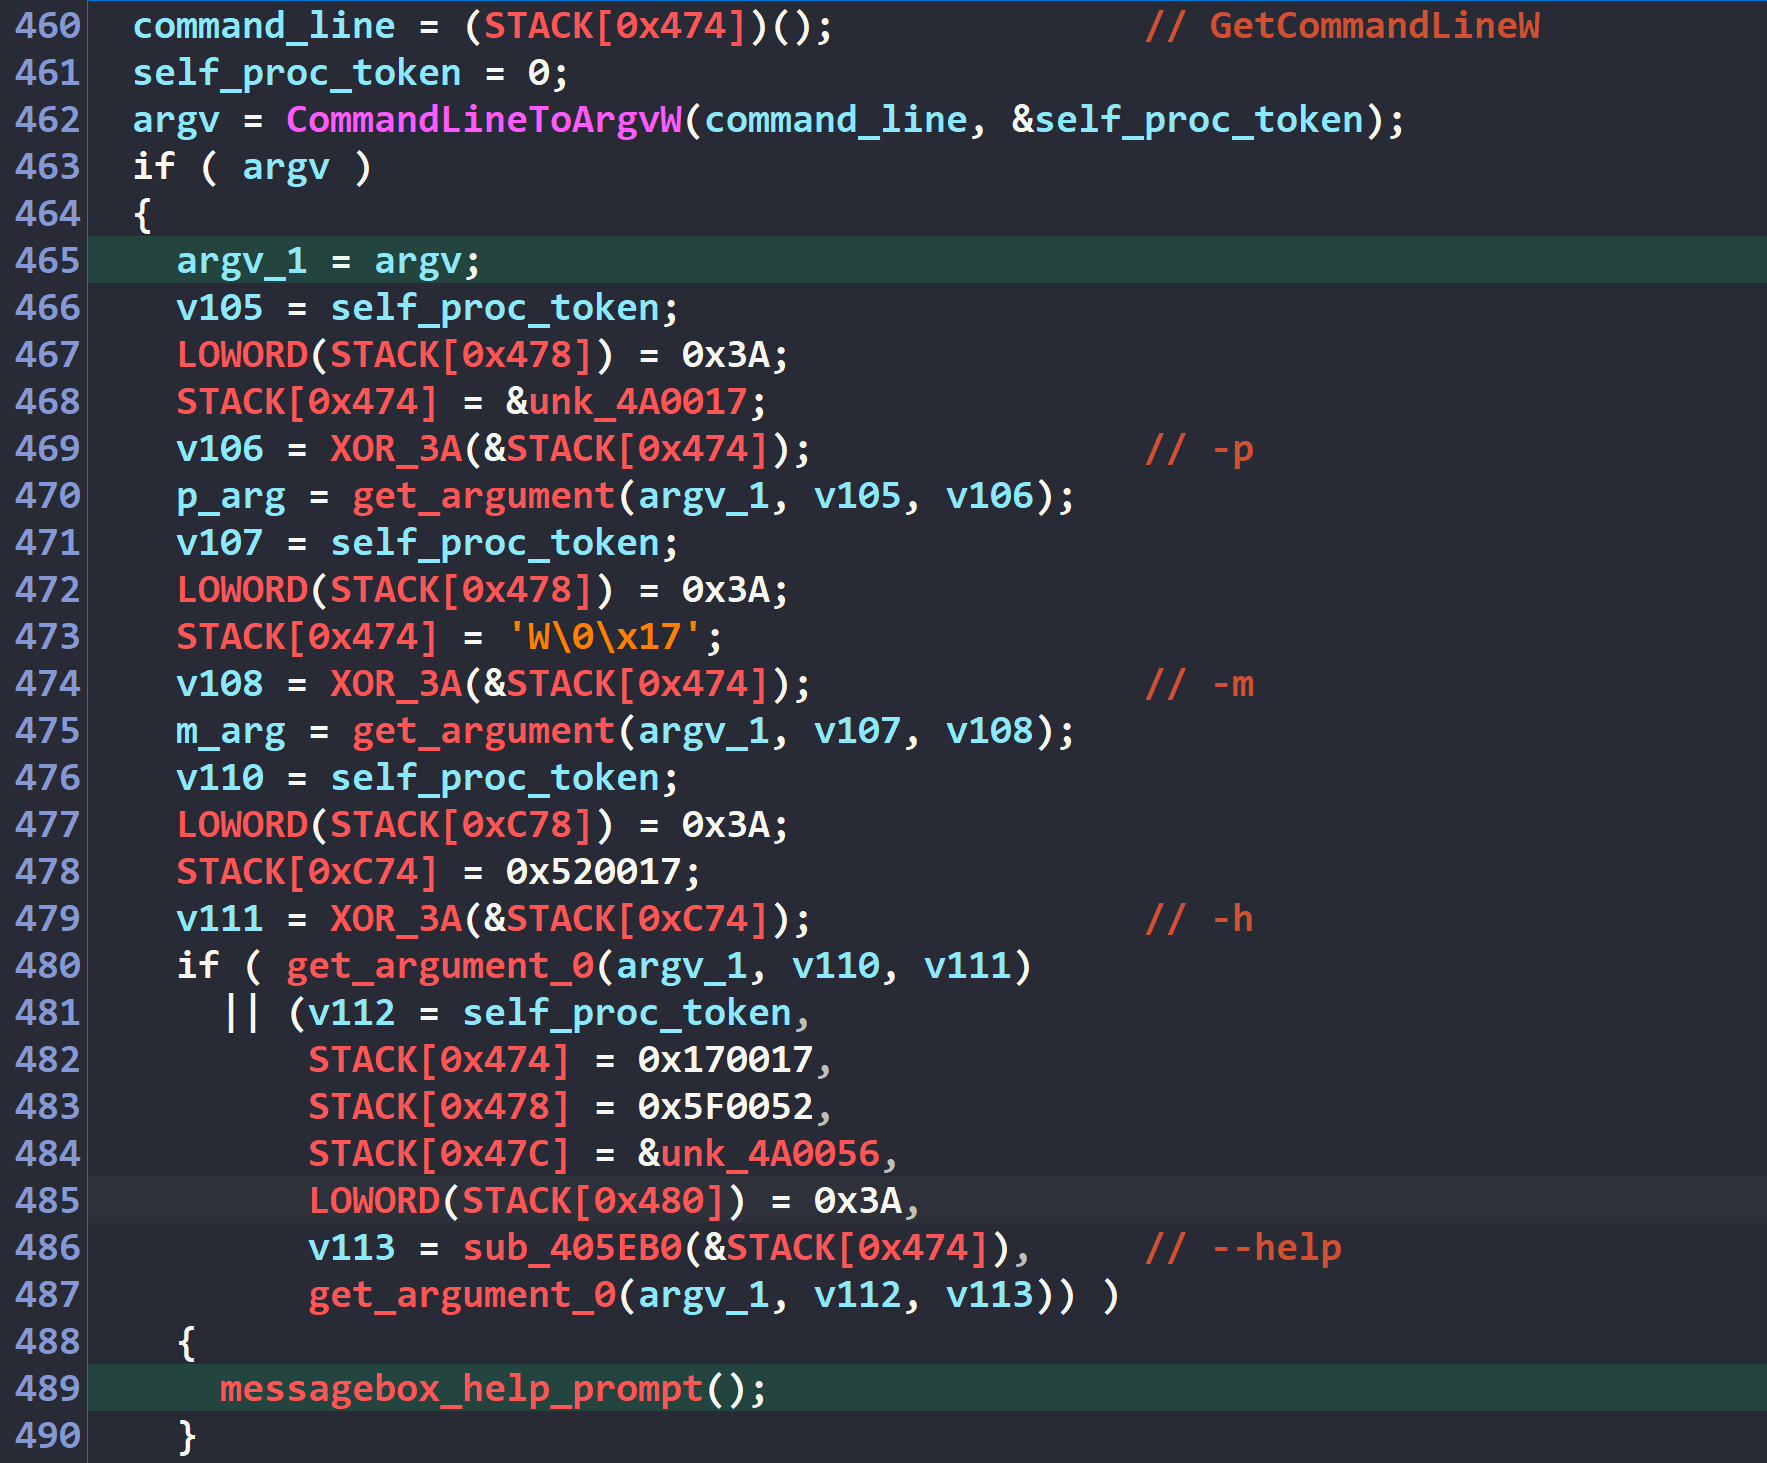 460 command_line = (STACK[0x474])(); // GetCommandLineW
461 self_proc_token = 0;
462 argv = CommandLineToArgvW(command_line, &self_proc_token);
463 if ( argv )
464 {
465 argv_1 = argv;
466 v105 = self_proc_token;
467 LOWORD(STACK[0x478]) = 0x3A;
468 STACK[0x474] = &unk_4A0017;
469 v106 = XOR_3A(&STACK[0x474]); // -p
470 p_arg = get_argument(argv_1, v105, v106);
471 v107 = self_proc_token;
472 LOWORD(STACK[0x478]) = 0x3A;
473 STACK[0x474] = 'W\0\x17';
474 v108 = XOR_3A(&STACK[0x474]); // -m
475 m_arg = get_argument(argv_1, v107, v108);
476 v110 = self_proc_token;
477 LOWORD(STACK[0xC78]) = 0x3A;
478 STACK[0xC74] = 0x520017;
479 v111 = XOR_3A(&STACK[0xC74]); // -h
480 if ( get_argument_0(argv_1, v110, v111)
481 || (v112 = self_proc_token,
482 STACK[0x474] = 0x170017,
483 STACK[0x478] = 0x5F0052,
484 STACK[0x47C] = &unk_4A0056,
485 LOWORD(STACK[0x480]) = 0x3A,
486 v113 = sub_405EB0(&STACK[0x474]), // --help
487 get_argument_0(argv_1, v112, v113)) )
488 {
489 messagebox_help_prompt();
490 }